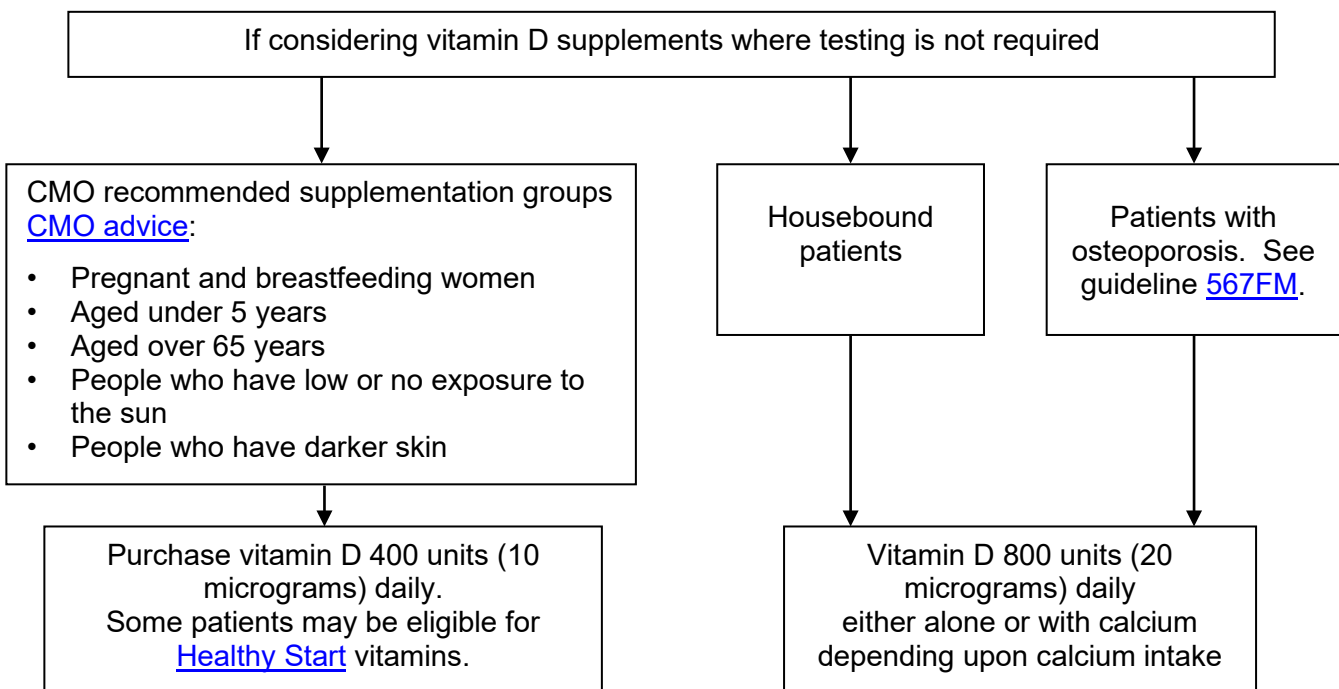 If considering vitamin D supplements where testing is not required
CMO recommended supplementation groups
CMO advice:
• Pregnant and breastfeeding women
• Aged under 5 years
• Aged over 65 years
• People who have low or no exposure to
the sun
• People who have darker skin
Housebound
patients
Patients with
osteoporosis. See
guideline 567FM.
Purchase vitamin D 400 units (10
micrograms) daily.
Some patients may be eligible for
Healthy Start vitamins.
Vitamin D 800 units (20
micrograms) daily
either alone or with calcium
depending upon calcium intake